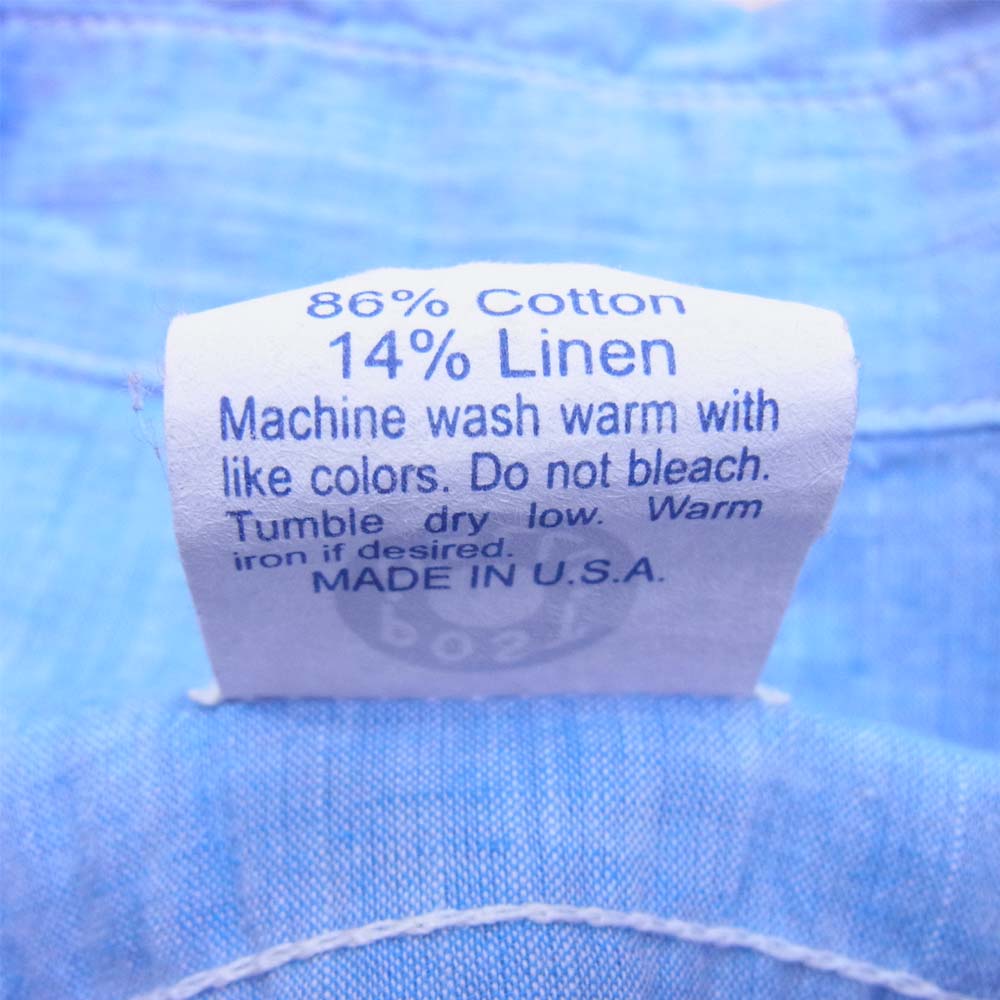 86% Cotton
14% Linen
Machine wash warm with
like colors. Do not bleach.
Tumble dry low. Warm
iron if desired.
MADE IN U.S.A.